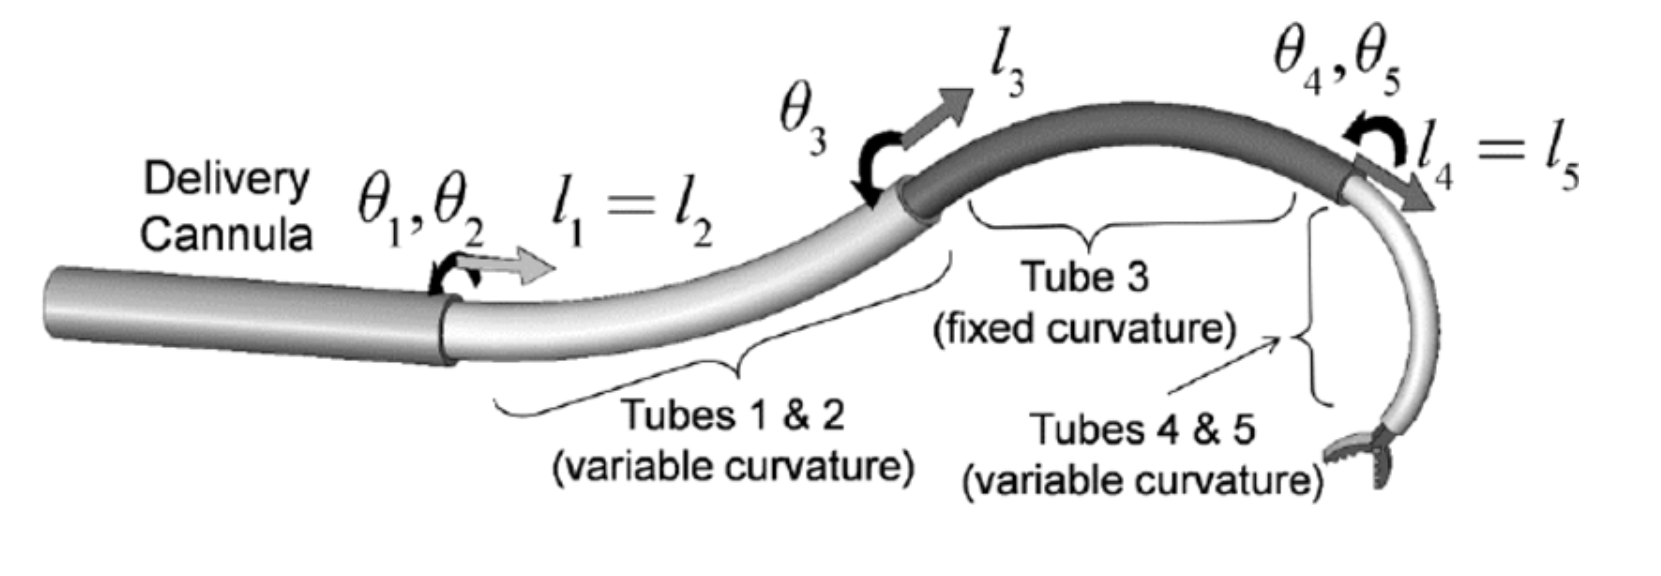 l₃
θ₄,θ₅
θ₃
l₄ = l₅
Delivery
Cannula
θ₁,θ₂
l₁ = l₂
Tube 3
(fixed curvature)
Tubes 1 & 2
(variable curvature)
Tubes 4 & 5
(variable curvature)